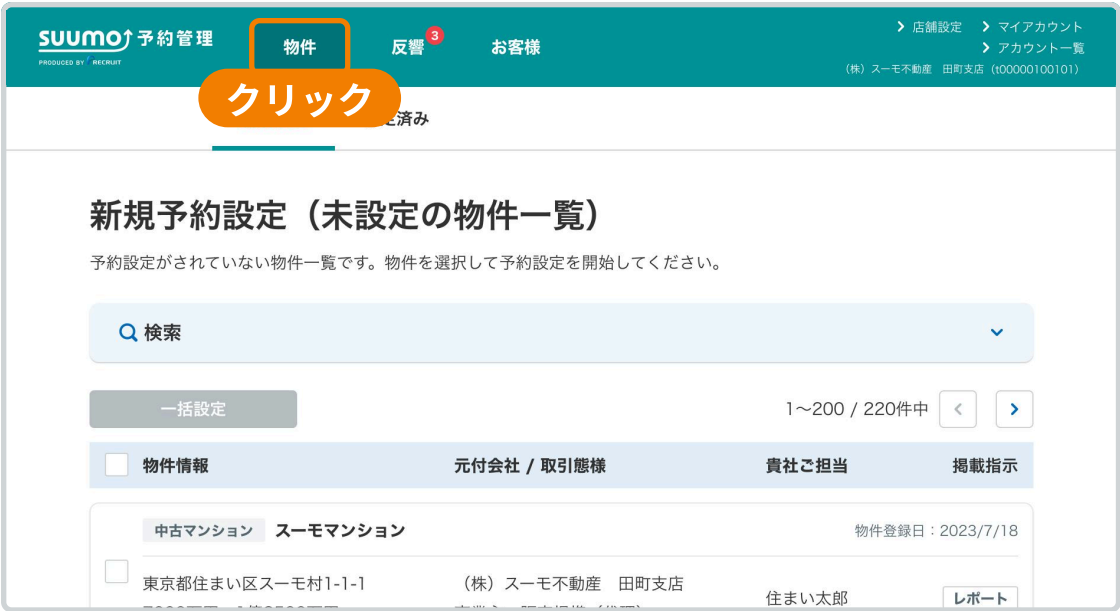 SUUMO 予約管理
PRODUCED BY RECRUIT
物件
反響 3
お客様
店舗設定 マイアカウント
アカウント一覧
（株）スーモ不動産 田町支店（t00000100101）
クリック
済み
新規予約設定（未設定の物件一覧）
予約設定がされていない物件一覧です。物件を選択して予約設定を開始してください。
検索
一括設定
1～200 / 220件中
物件情報 元付会社 / 取引態様 貴社ご担当 掲載指示
中古マンション スーモマンション 物件登録日：2023/7/18
東京都住まい区スーモ村1-1-1 （株）スーモ不動産 田町支店
住まい太郎 レポート